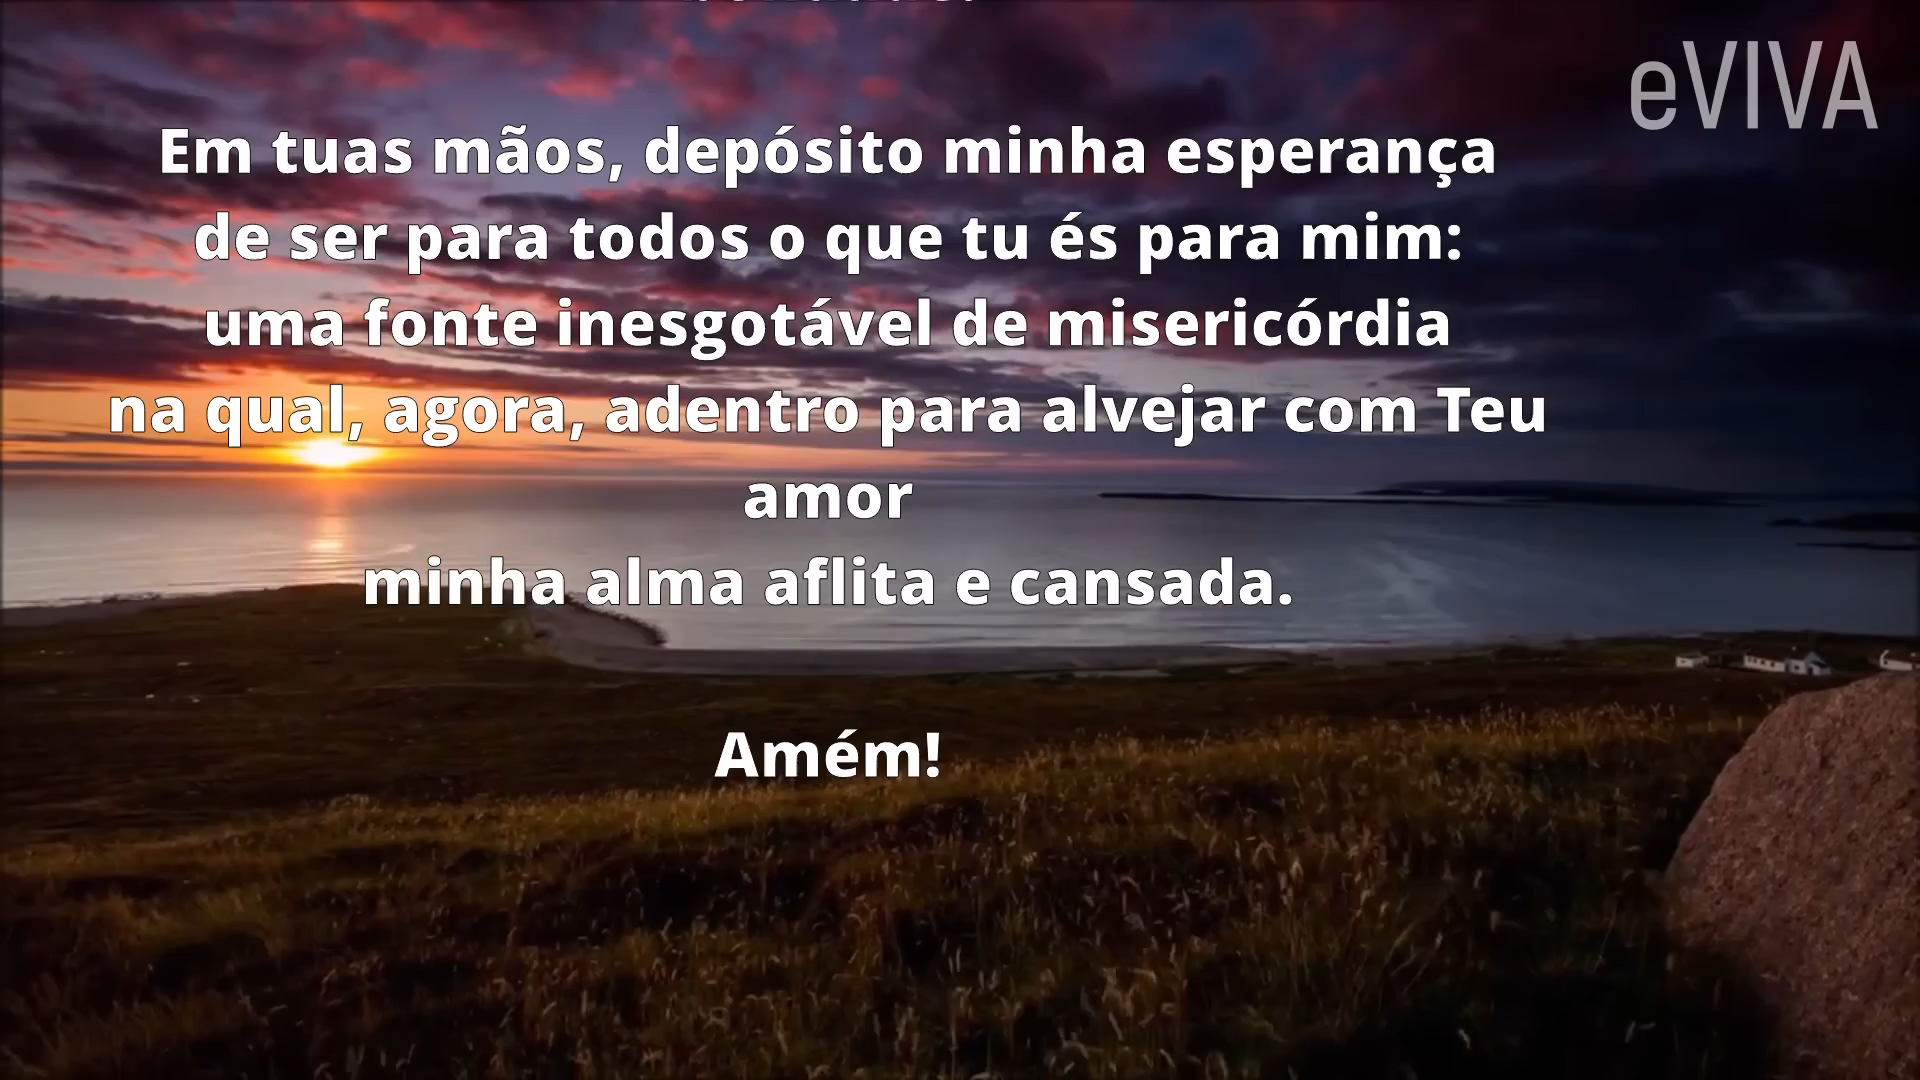 eVIVA
Em tuas mãos, depósito minha esperança
de ser para todos o que tu és para mim:
uma fonte inesgotável de misericórdia
na qual, agora, adentro para alvejar com Teu
amor
minha alma aflita e cansada.
Amém!